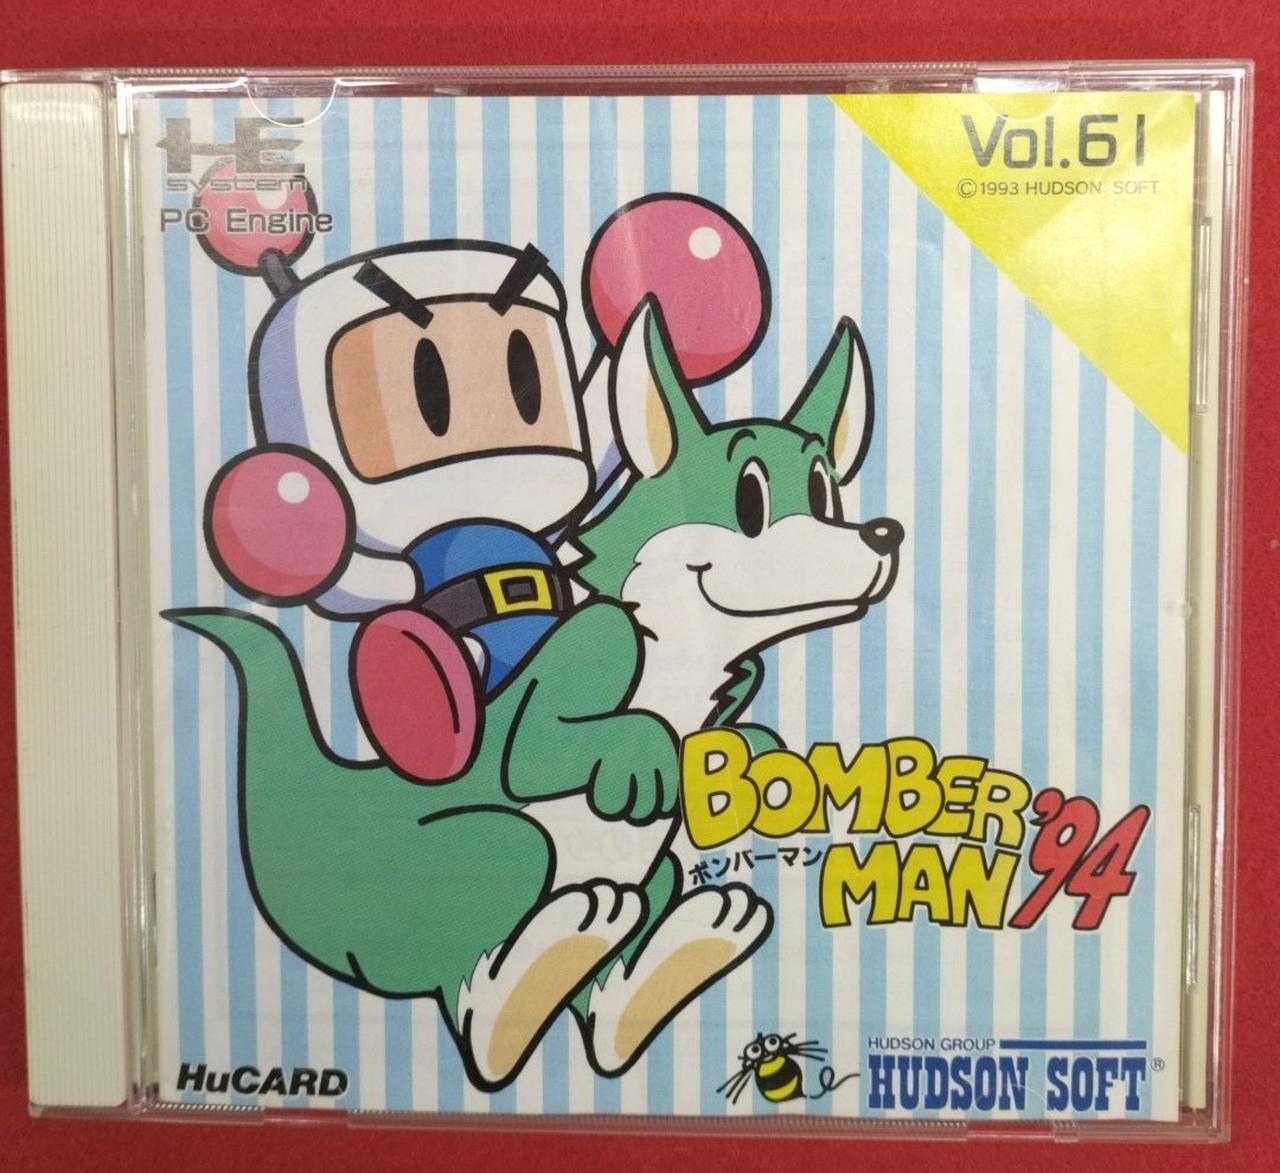 HE
system
PC Engine
Vol.61
©1993 HUDSON SOFT
BOMBER
MAN '94
ボンバーマン
HuCARD
HUDSON GROUP
HUDSON SOFT®